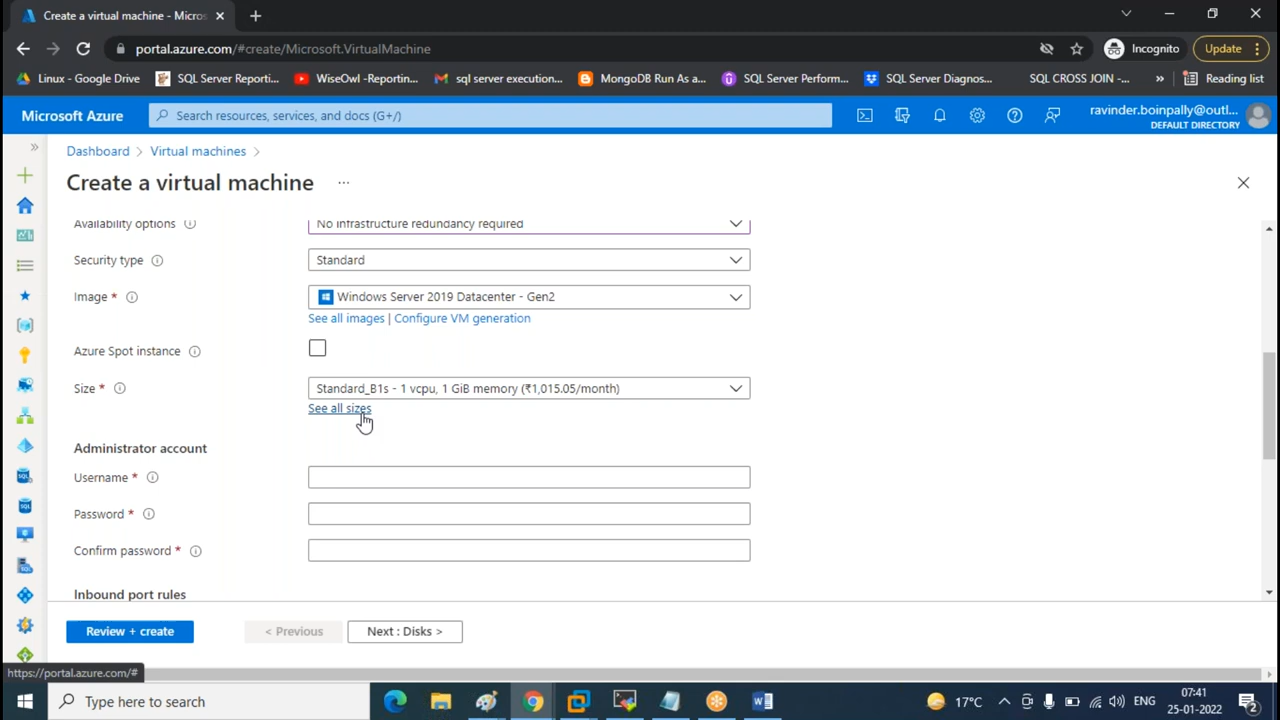 Create a virtual machine - Micros
portal.azure.com/#create/Microsoft.VirtualMachine
Incognito
Update
Linux - Google Drive
SQL Server Reporti...
WiseOwl -Reportin...
sql server execution...
MongoDB Run As a...
SQL Server Perform...
SQL Server Diagnos...
SQL CROSS JOIN -...
»
Reading list
Microsoft Azure
Search resources, services, and docs (G+/)
ravinder.boinpally@outl...
DEFAULT DIRECTORY
Dashboard > Virtual machines >
Create a virtual machine ...
Availability options
No infrastructure redundancy required
Security type
Standard
Image *
Windows Server 2019 Datacenter - Gen2
See all images | Configure VM generation
Azure Spot instance
Size *
Standard_B1s - 1 vcpu, 1 GiB memory (₹1,015.05/month)
See all sizes
Administrator account
Username *
Password *
Confirm password *
Inbound port rules
Review + create
< Previous
Next : Disks >
https://portal.azure.com/#
Type here to search
17°C
ENG
07:41
25-01-2022
2
SQL
SQL